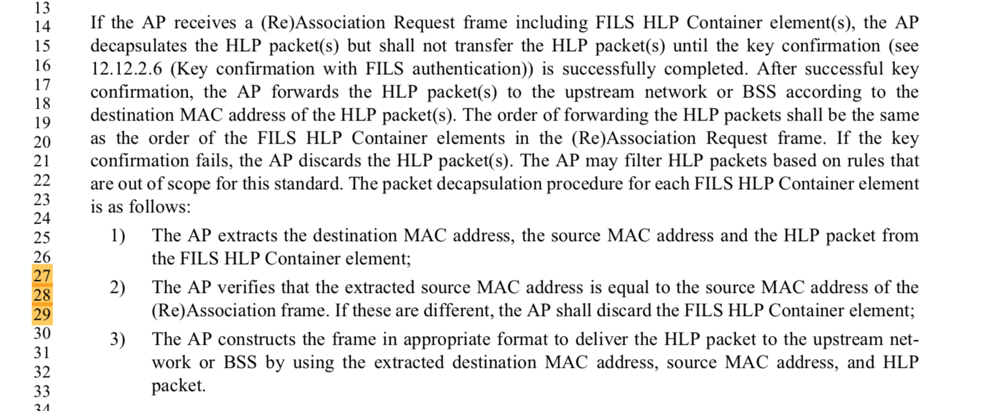 13
14 If the AP receives a (Re)Association Request frame including FILS HLP Container element(s), the AP
15 decapsulates the HLP packet(s) but shall not transfer the HLP packet(s) until the key confirmation (see
16 12.12.2.6 (Key confirmation with FILS authentication)) is successfully completed. After successful key
17 confirmation, the AP forwards the HLP packet(s) to the upstream network or BSS according to the
18
19 destination MAC address of the HLP packet(s). The order of forwarding the HLP packets shall be the same
20 as the order of the FILS HLP Container elements in the (Re)Association Request frame. If the key
21 confirmation fails, the AP discards the HLP packet(s). The AP may filter HLP packets based on rules that
22 are out of scope for this standard. The packet decapsulation procedure for each FILS HLP Container element
23 is as follows:
24
25 1) The AP extracts the destination MAC address, the source MAC address and the HLP packet from
26 the FILS HLP Container element;
27
28 2) The AP verifies that the extracted source MAC address is equal to the source MAC address of the
29 (Re)Association frame. If these are different, the AP shall discard the FILS HLP Container element;
30 3) The AP constructs the frame in appropriate format to deliver the HLP packet to the upstream net-
31
32 work or BSS by using the extracted destination MAC address, source MAC address, and HLP
33 packet.
34